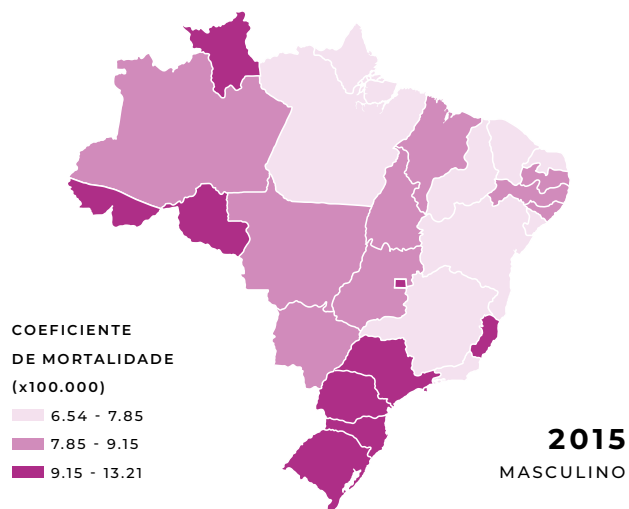 COEFICIENTE
DE MORTALIDADE
(x100.000)
6.54 - 7.85
7.85 - 9.15
9.15 - 13.21
2015
MASCULINO